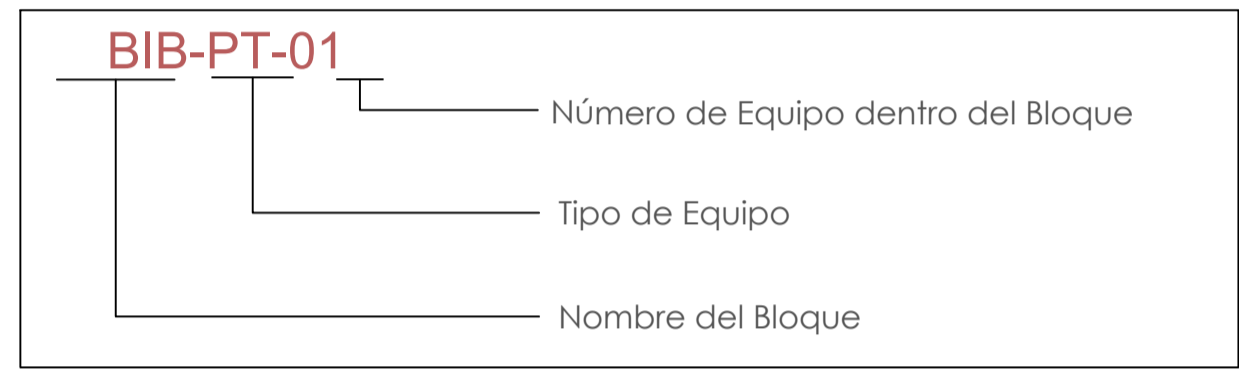 BIB-PT-01
Número de Equipo dentro del Bloque
Tipo de Equipo
Nombre del Bloque